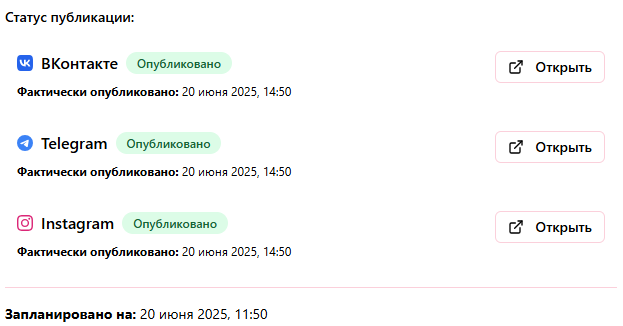 Статус публикации:
ВКонтакте Опубликовано Открыть
Фактически опубликовано: 20 июня 2025, 14:50
Telegram Опубликовано Открыть
Фактически опубликовано: 20 июня 2025, 14:50
Instagram Опубликовано Открыть
Фактически опубликовано: 20 июня 2025, 14:50
Запланировано на: 20 июня 2025, 11:50